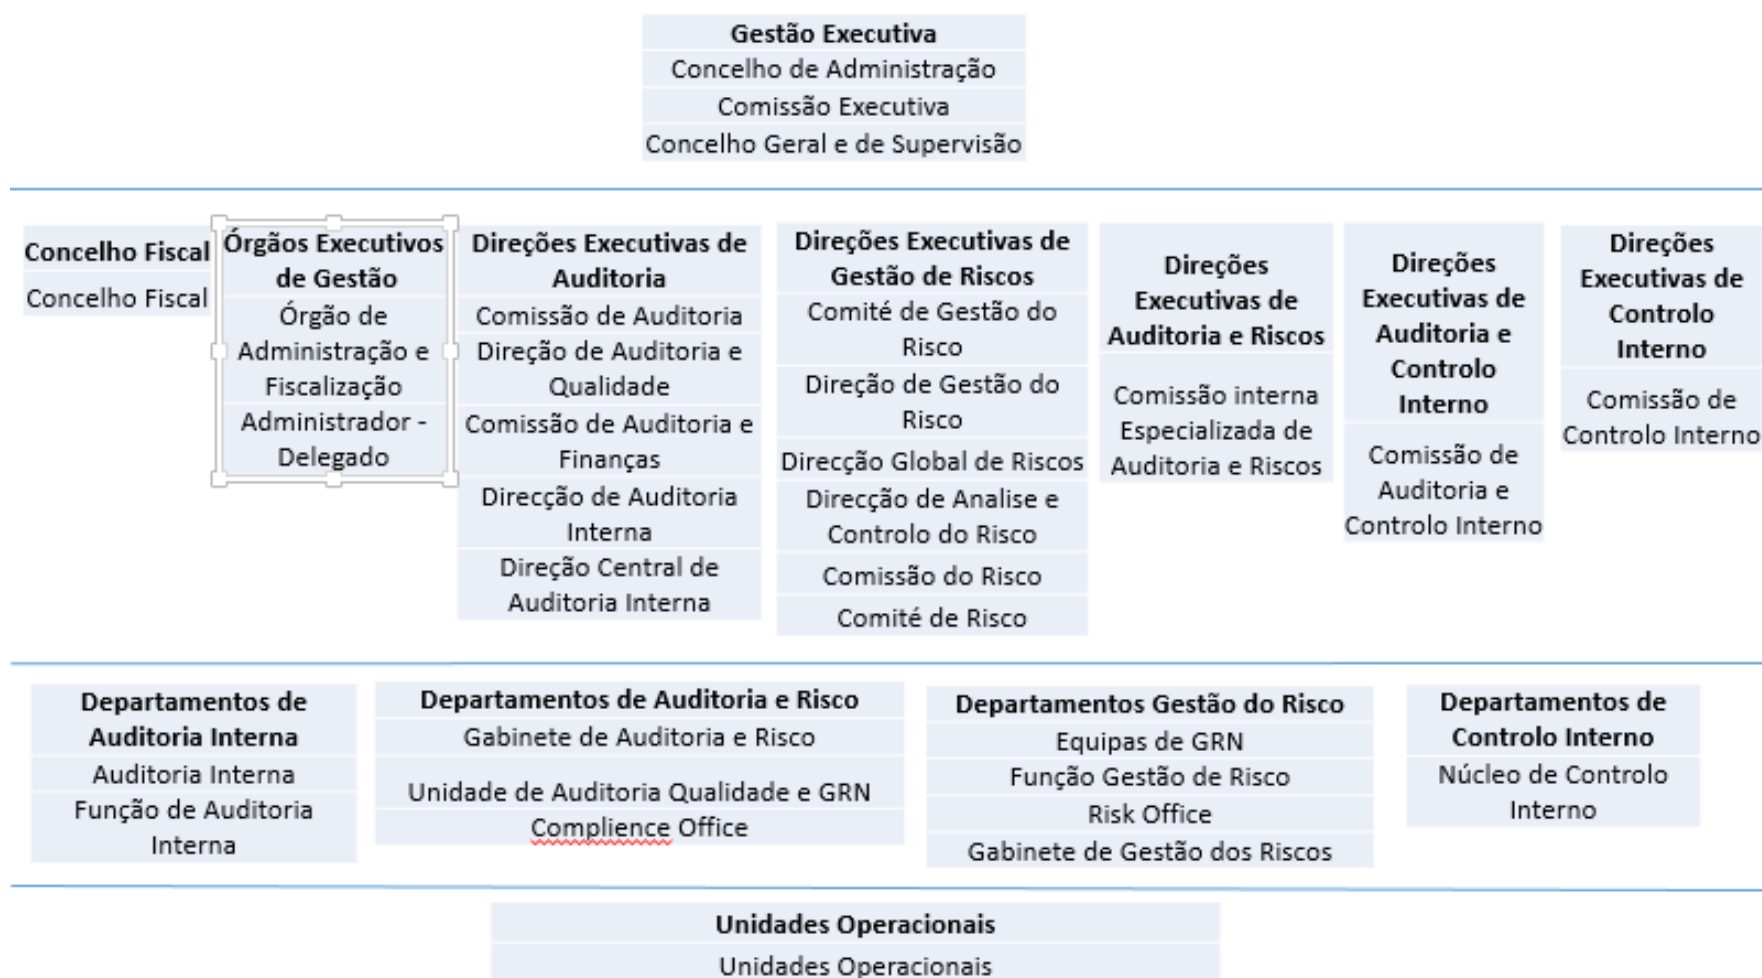 Gestão Executiva
Concelho de Administração
Comissão Executiva
Concelho Geral e de Supervisão
Concelho Fiscal
Concelho Fiscal
Órgãos Executivos
de Gestão
Órgão de
Administração e
Fiscalização
Administrador -
Delegado
Direções Executivas de
Auditoria
Comissão de Auditoria
Direção de Auditoria e
Qualidade
Comissão de Auditoria e
Finanças
Direcção de Auditoria
Interna
Direção Central de
Auditoria Interna
Direções Executivas de
Gestão de Riscos
Comité de Gestão do
Risco
Direção de Gestão do
Risco
Direcção Global de Riscos
Direcção de Analise e
Controlo do Risco
Comissão do Risco
Comité de Risco
Direções
Executivas de
Auditoria e Riscos
Comissão interna
Especializada de
Auditoria e Riscos
Direções
Executivas de
Auditoria e
Controlo
Interno
Comissão de
Auditoria e
Controlo Interno
Direções
Executivas de
Controlo
Interno
Comissão de
Controlo Interno
Departamentos de
Auditoria Interna
Auditoria Interna
Função de Auditoria
Interna
Departamentos de Auditoria e Risco
Gabinete de Auditoria e Risco
Unidade de Auditoria Qualidade e GRN
Complience Office
Departamentos Gestão do Risco
Equipas de GRN
Função Gestão de Risco
Risk Office
Gabinete de Gestão dos Riscos
Departamentos de
Controlo Interno
Núcleo de Controlo
Interno
Unidades Operacionais
Unidades Operacionais